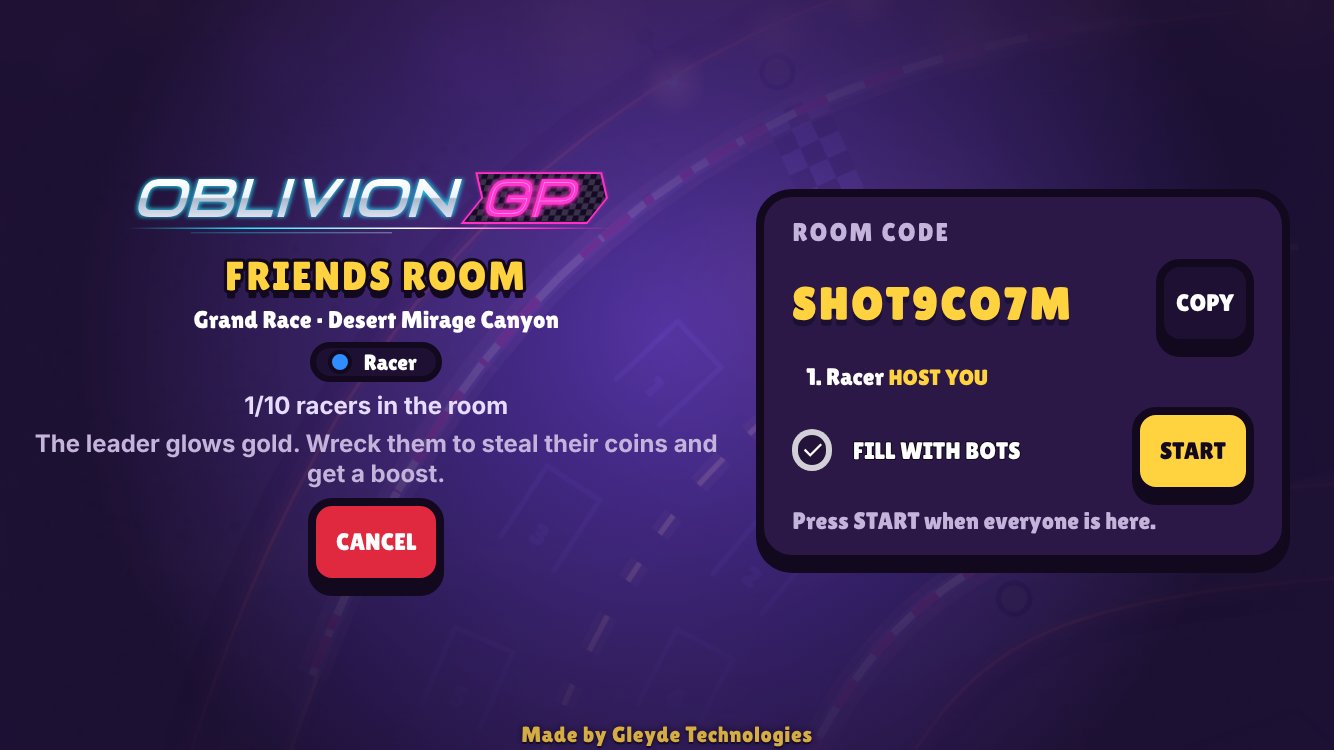 OBLIVION GP
FRIENDS ROOM
Grand Race · Desert Mirage Canyon
Racer
1/10 racers in the room
The leader glows gold. Wreck them to steal their coins and
get a boost.
CANCEL
ROOM CODE
SHOT9CO7M
COPY
1. Racer HOST YOU
FILL WITH BOTS
START
Press START when everyone is here.
Made by Gleyde Technologies